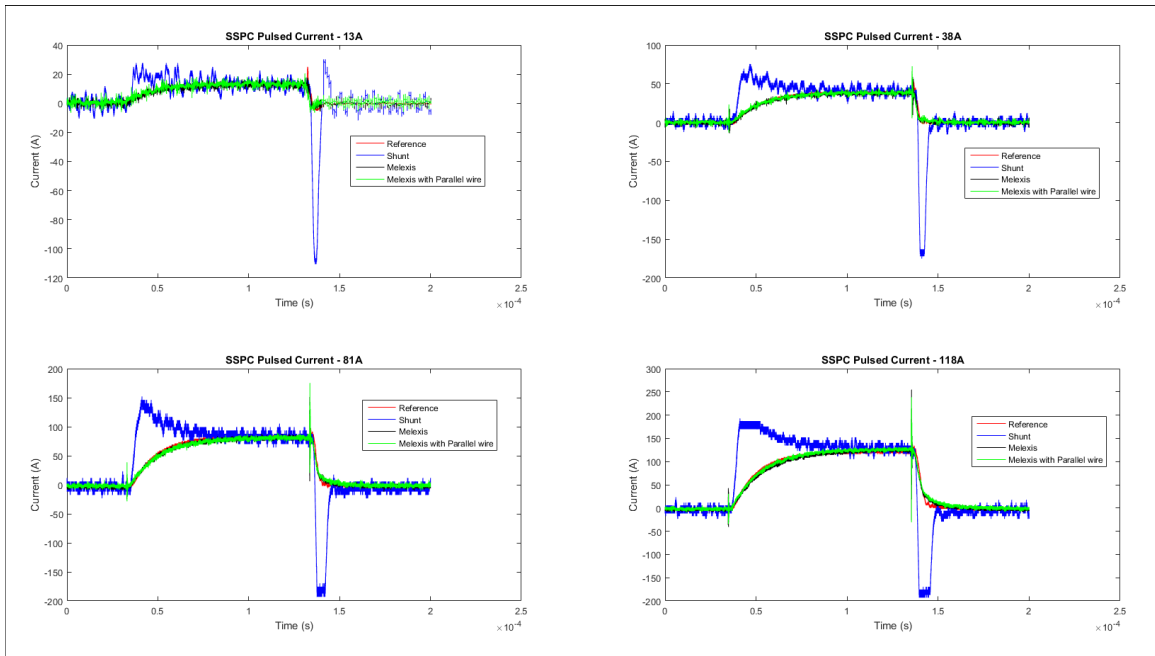 SSPC Pulsed Current - 13A
40
20
0
-20
-40
-60
-80
-100
-120
Current (A)
0
0.5
1
1.5
2
2.5
Time (s)
×10⁻⁴
Reference
Shunt
Melexis
Melexis with Parallel wire
SSPC Pulsed Current - 38A
100
50
0
-50
-100
-150
-200
Current (A)
0
0.5
1
1.5
2
2.5
Time (s)
×10⁻⁴
Reference
Shunt
Melexis
Melexis with Parallel wire
SSPC Pulsed Current - 81A
200
150
100
50
0
-50
-100
-150
-200
Current (A)
0
0.5
1
1.5
2
2.5
Time (s)
×10⁻⁴
Reference
Shunt
Melexis
Melexis with Parallel wire
SSPC Pulsed Current -118A
300
250
200
150
100
50
0
-50
-100
-150
-200
Current (A)
0
0.5
1
1.5
2
2.5
Time (s)
×10⁻⁴
Reference
Shunt
Melexis
Melexis with Parallel wire